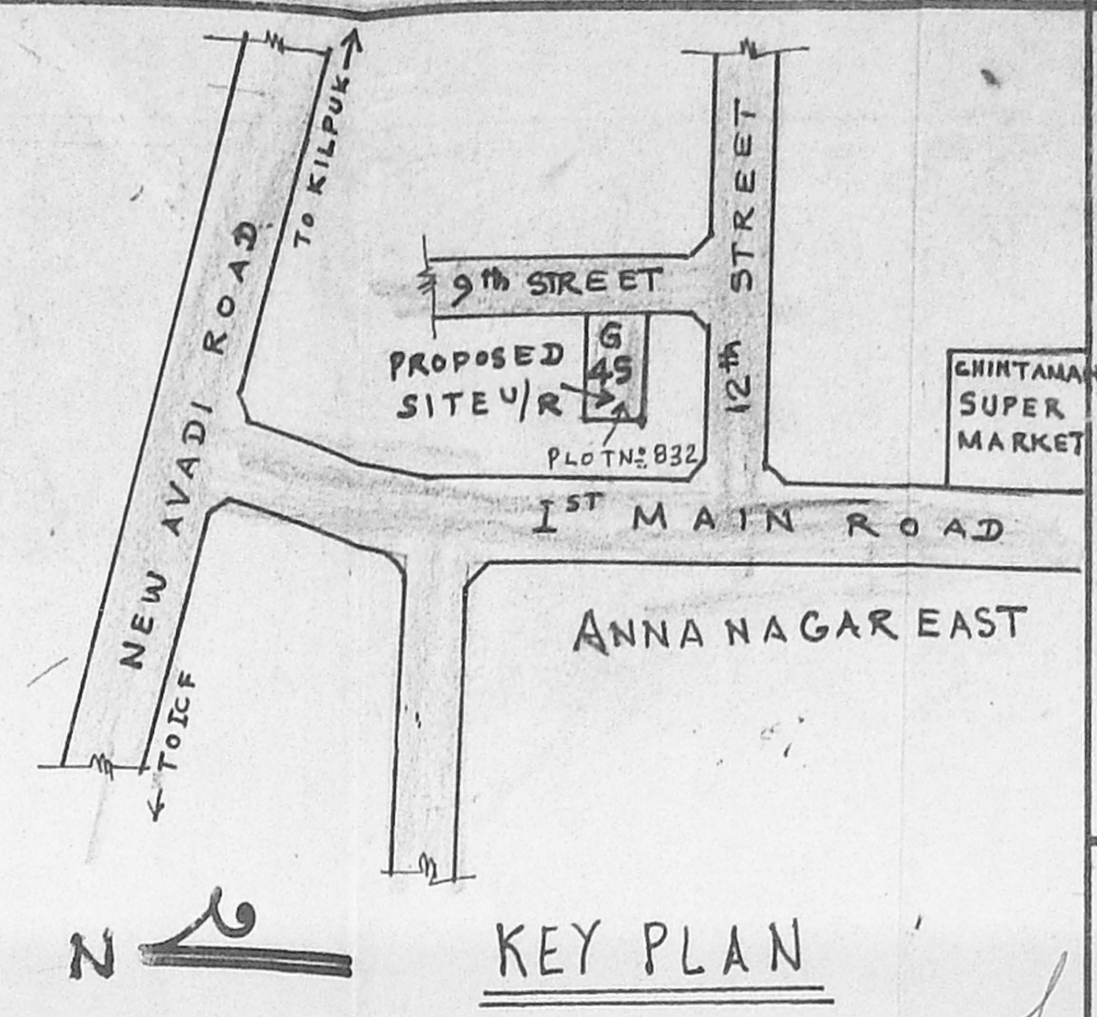 TO KILPUK
NEW AVADI ROAD
TO ICF
9th STREET
12th STREET
G
45
PROPOSED
SITE U/R
PLOT No 832
CHINTAMAN
SUPER
MARKET
1ST MAIN ROAD
ANNA NAGAR EAST
N
KEY PLAN